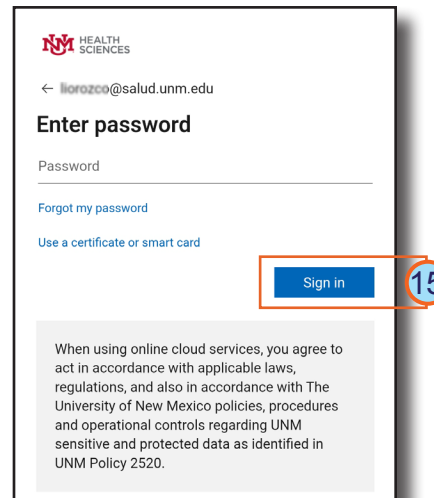 UNM HEALTH
SCIENCES
← @salud.unm.edu
Enter password
Password
Forgot my password
Use a certificate or smart card
Sign in
15
When using online cloud services, you agree to
act in accordance with applicable laws,
regulations, and also in accordance with The
University of New Mexico policies, procedures
and operational controls regarding UNM
sensitive and protected data as identified in
UNM Policy 2520.